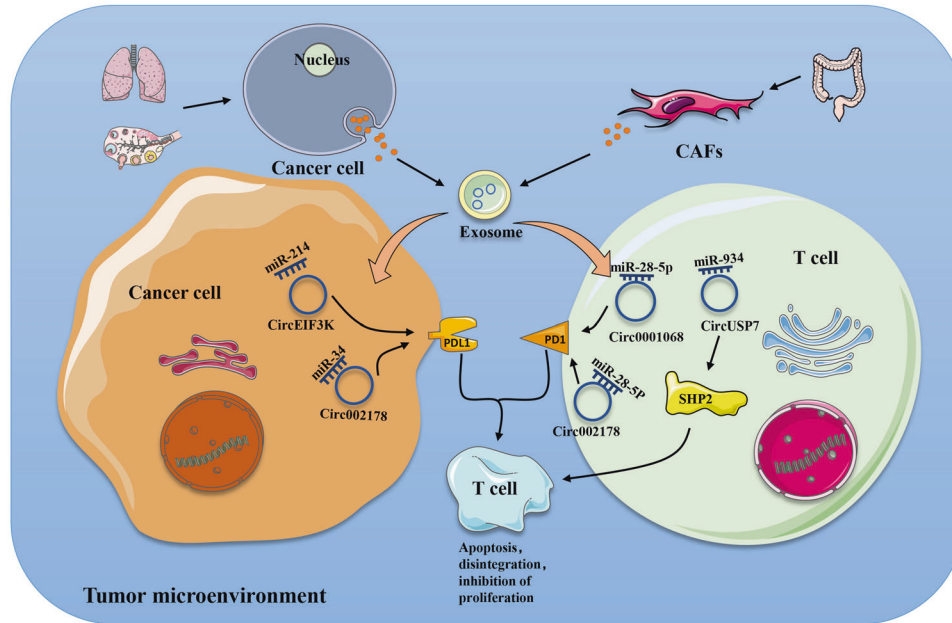 Nucleus
Cancer cell
CAFs
Exosome
miR-214
Cancer cell
CircEIF3K
miR-34
Circ002178
PDL1
PD1
miR-28-5p
miR-934
T cell
Circ0001068
CircUSP7
miR-28-5P
Circ002178
SHP2
T cell
Apoptosis,
disintegration,
inhibition of
proliferation
Tumor microenvironment